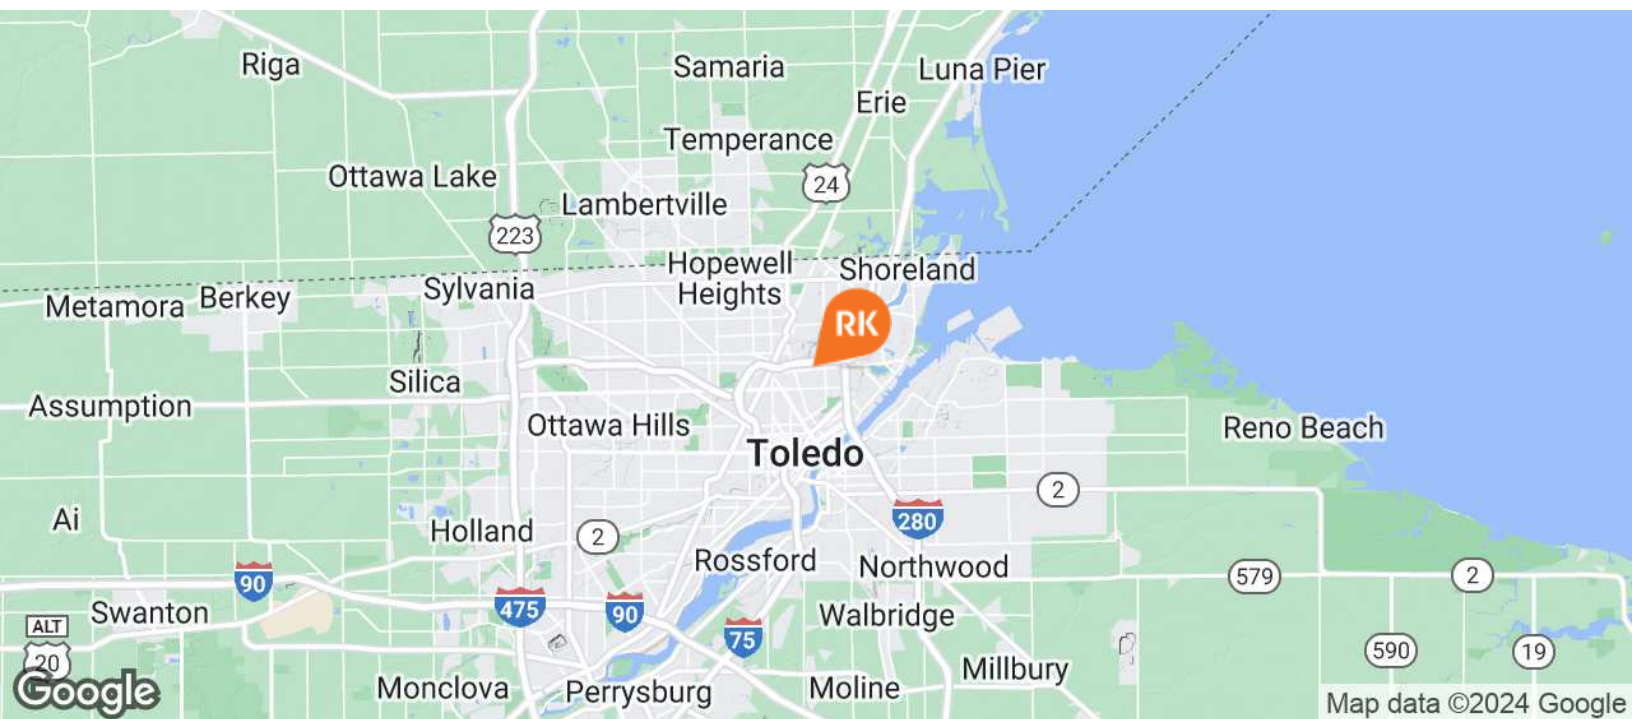 Riga
Samaria
Luna Pier
Erie
Temperance
Ottawa Lake
24
Lambertville
223
Hopewell
Heights
Shoreland
Sylvania
Metamora
Berkey
RK
Silica
Assumption
Ottawa Hills
Reno Beach
Toledo
2
Ai
280
Holland
2
Rossford
Northwood
579
2
90
475
90
Swanton
Walbridge
75
ALT
20
590
19
Millbury
Google
Monclova
Perrysburg
Moline
Map data ©2024 Google